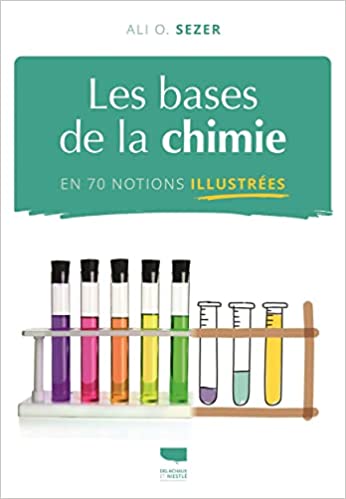 ALI O. SEZER
Les bases
de la chimie
EN 70 NOTIONS ILLUSTRÉES
DELACHAUX
ET NIESTLÉ